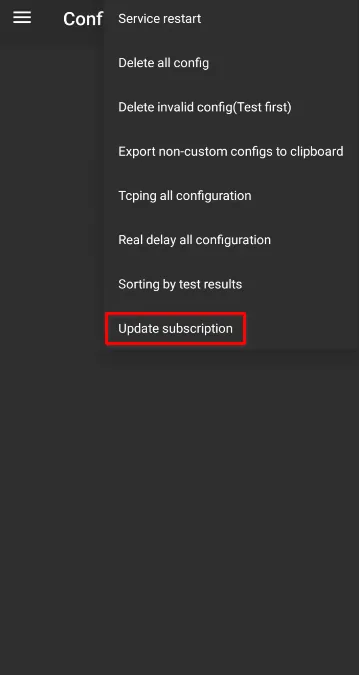 Conf
Service restart
Delete all config
Delete invalid config(Test first)
Export non-custom configs to clipboard
Tcping all configuration
Real delay all configuration
Sorting by test results
Update subscription